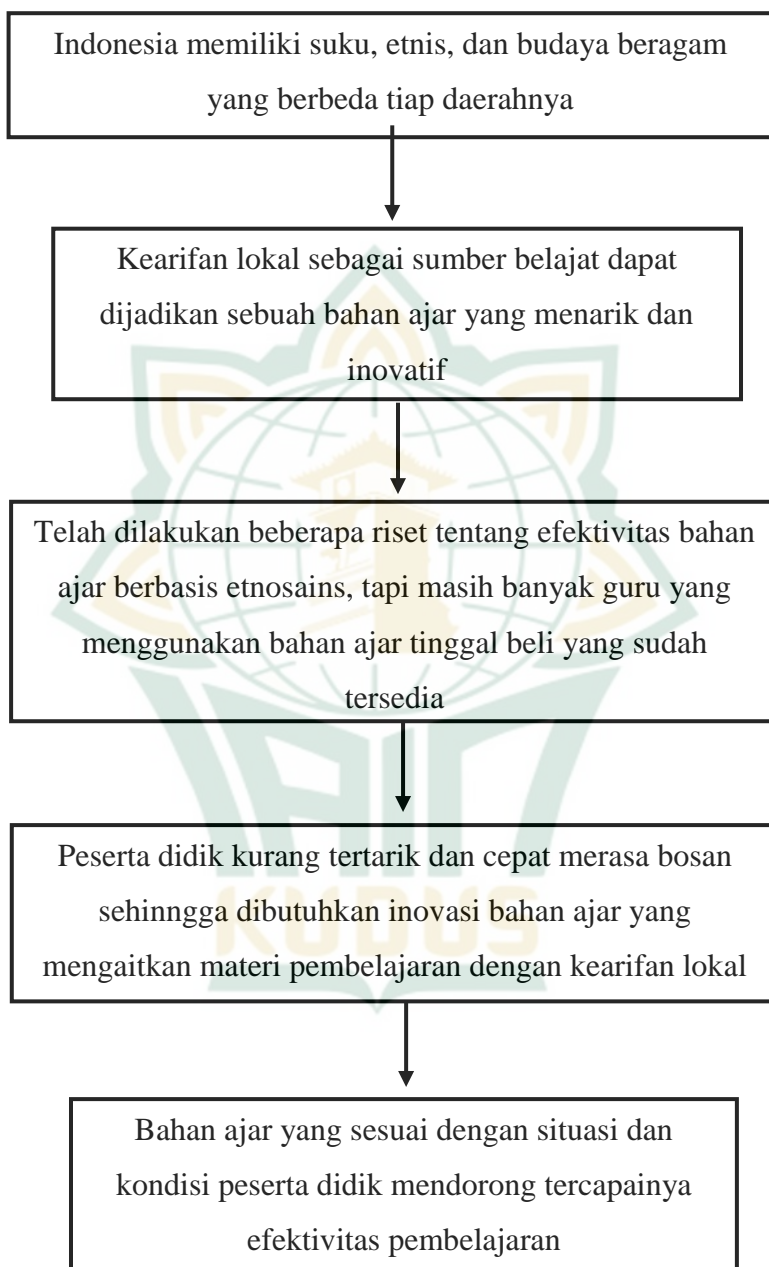 Indonesia memiliki suku, etnis, dan budaya beragam
yang berbeda tiap daerahnya
Kearifan lokal sebagai sumber belajat dapat
dijadikan sebuah bahan ajar yang menarik dan
inovatif
Telah dilakukan beberapa riset tentang efektivitas bahan
ajar berbasis etnosains, tapi masih banyak guru yang
menggunakan bahan ajar tinggal beli yang sudah
tersedia
IAIN
Peserta didik kurang tertarik dan cepat merasa bosan
sehinngga dibutuhkan inovasi bahan ajar yang
KUDUS
mengaitkan materi pembelajaran dengan kearifan lokal
Bahan ajar yang sesuai dengan situasi dan
kondisi peserta didik mendorong tercapainya
efektivitas pembelajaran